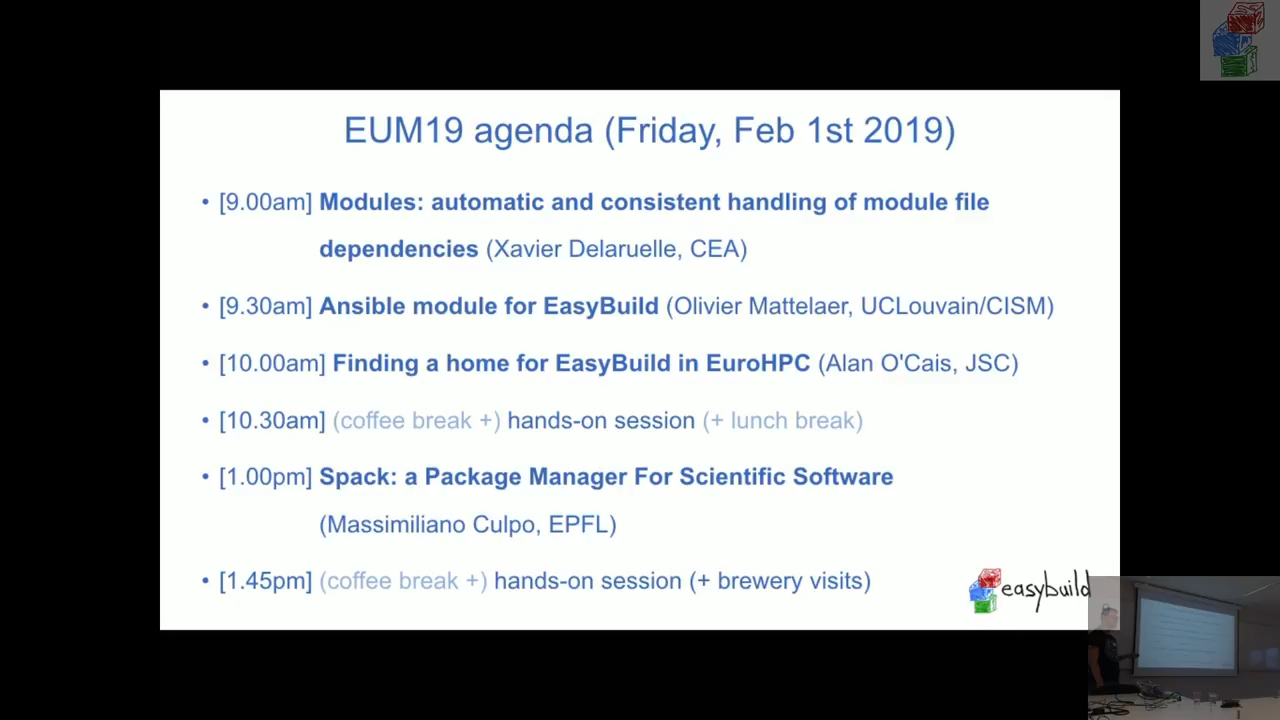 EUM19 agenda (Friday, Feb 1st 2019)
• [9.00am] Modules: automatic and consistent handling of module file
dependencies (Xavier Delaruelle, CEA)
• [9.30am] Ansible module for EasyBuild (Olivier Mattelaer, UCLouvain/CISM)
• [10.00am] Finding a home for EasyBuild in EuroHPC (Alan O'Cais, JSC)
• [10.30am] (coffee break +) hands-on session (+ lunch break)
• [1.00pm] Spack: a Package Manager For Scientific Software
(Massimiliano Culpo, EPFL)
• [1.45pm] (coffee break +) hands-on session (+ brewery visits)
easybuild